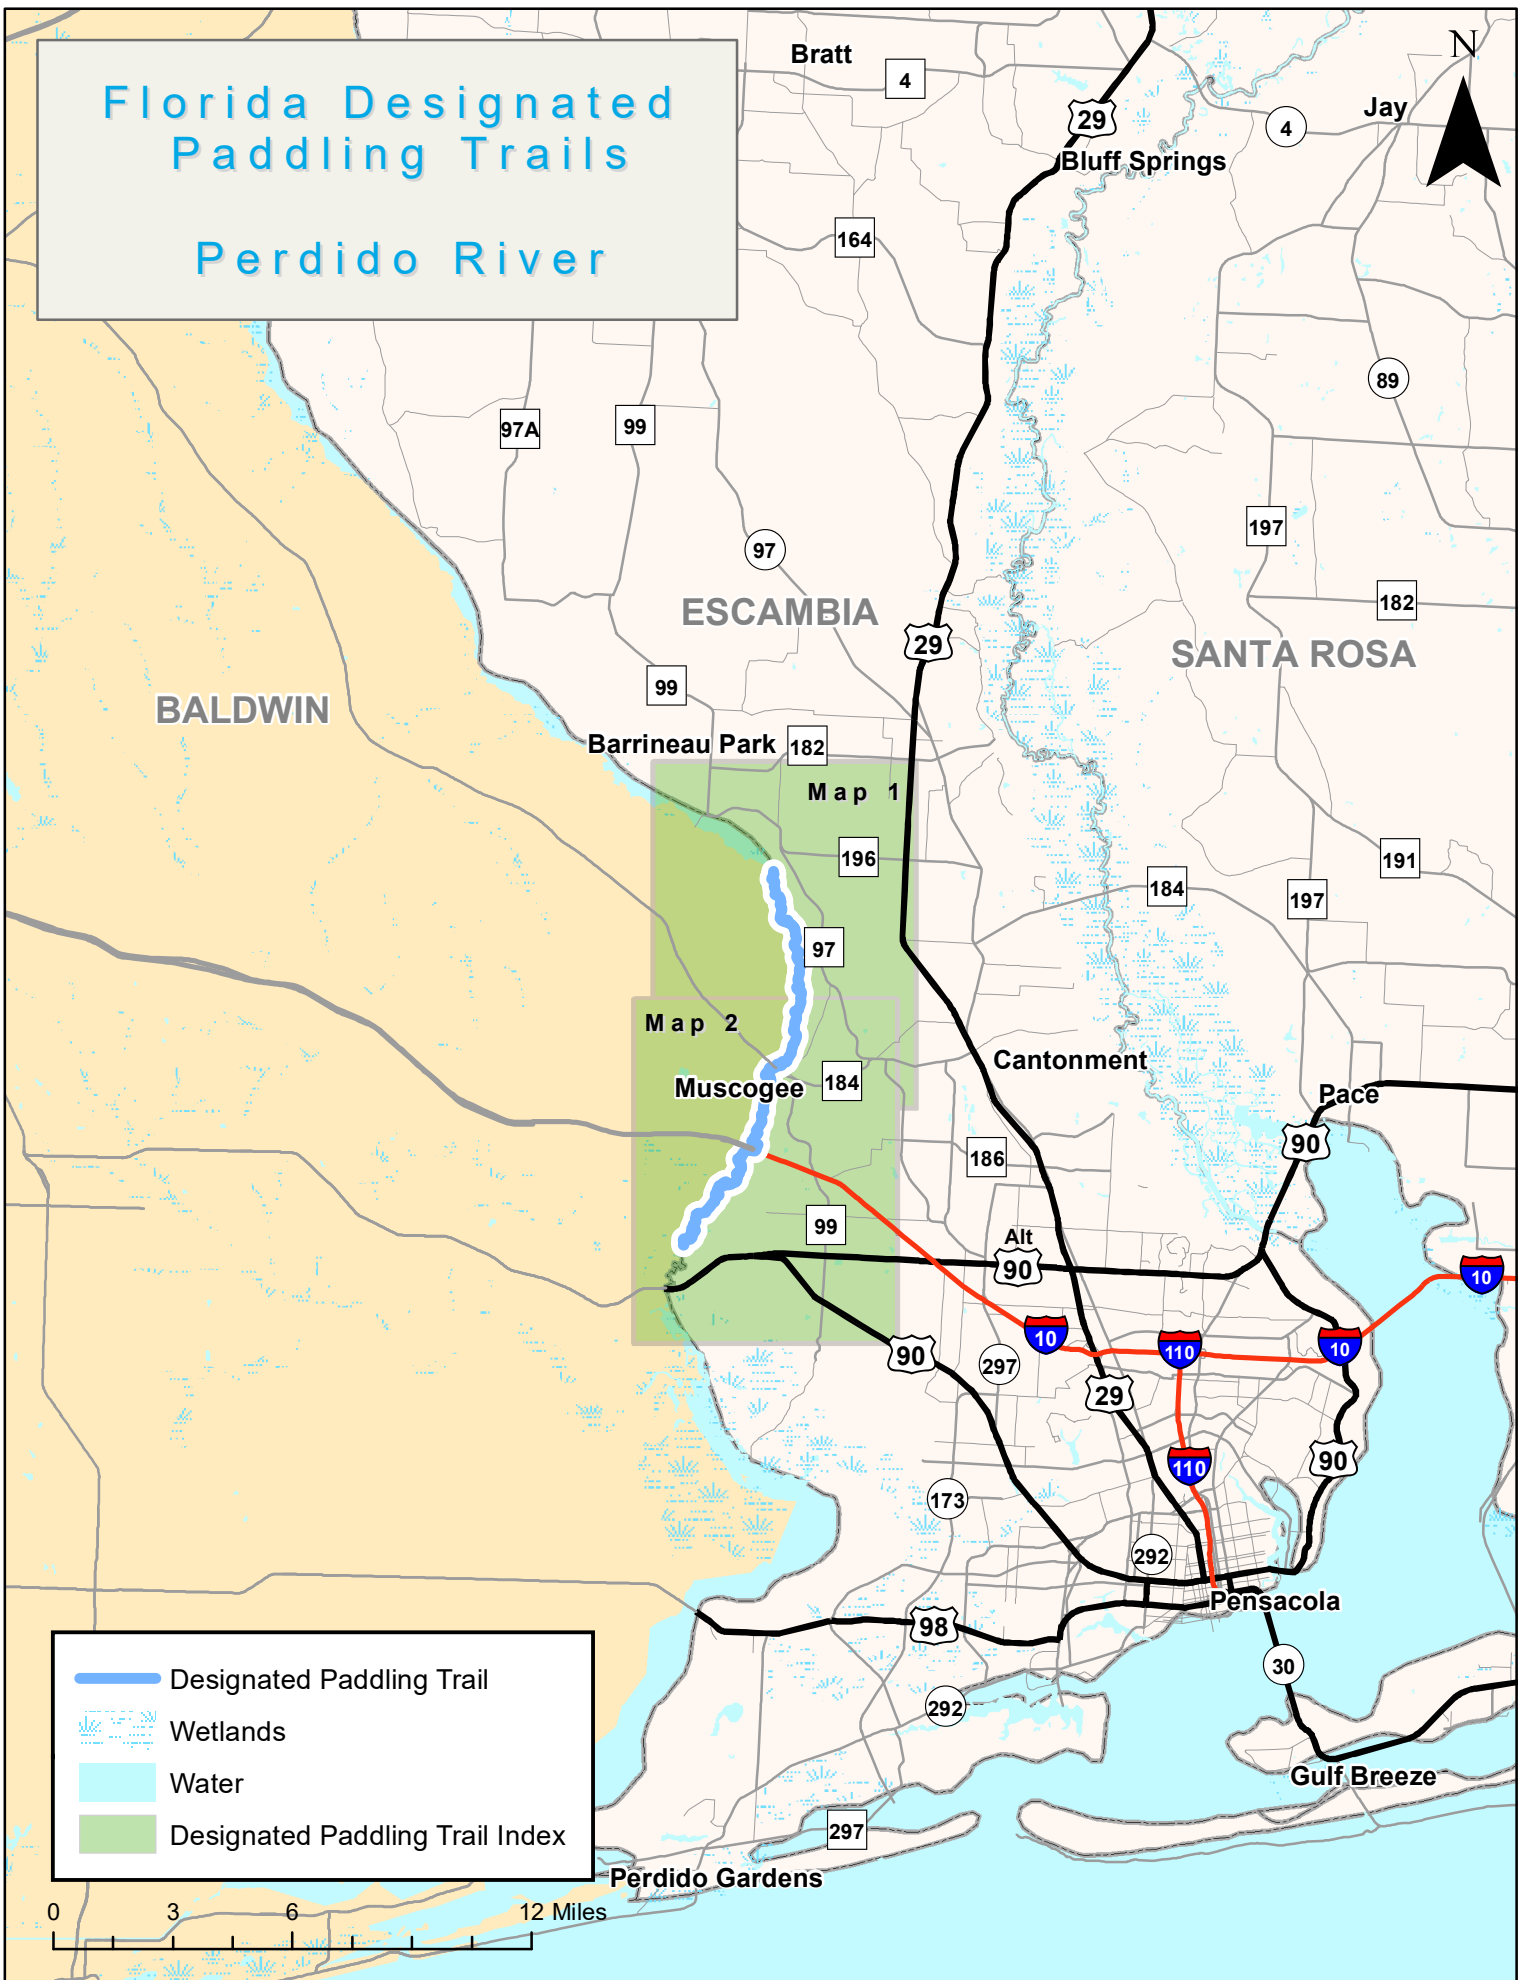 Florida Designated
Paddling Trails
Perdido River
N
Bratt
4
29
4
Jay
Bluff Springs
164
89
97A
99
97
197
182
ESCAMBIA
29
SANTA ROSA
99
BALDWIN
Barrineau Park
182
Map 1
196
191
184
197
97
Map 2
Cantonment
Muscogee
184
Pace
90
186
99
Alt
90
10
10
110
10
90
297
29
90
110
173
292
Pensacola
98
30
292
Gulf Breeze
297
Perdido Gardens
Designated Paddling Trail
Wetlands
Water
Designated Paddling Trail Index
0 3 6 12 Miles